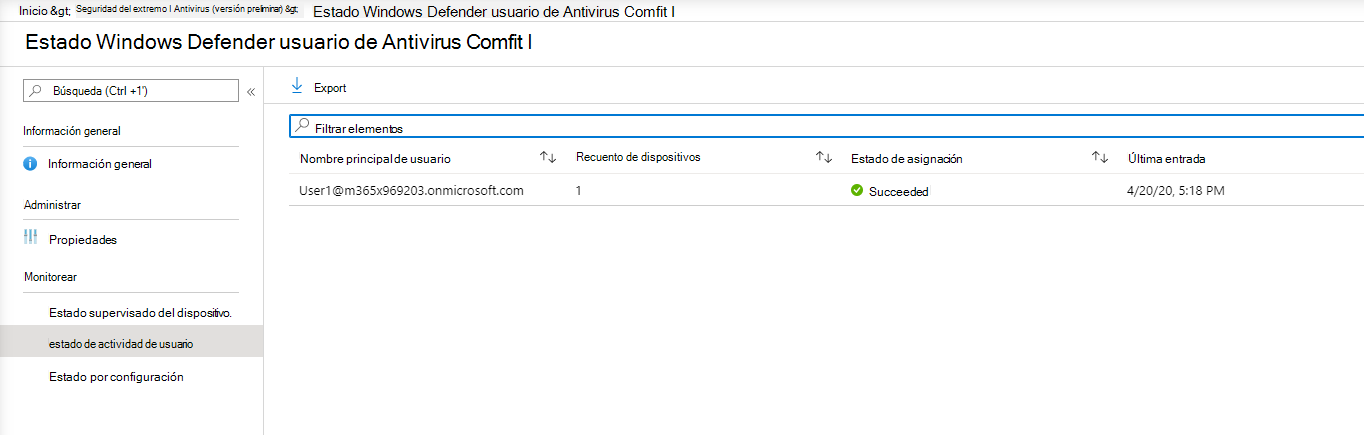 Inicio &gt; Seguridad del extremo I Antivirus (versión preliminar) &gt; Estado Windows Defender usuario de Antivirus Comfit I
Estado Windows Defender usuario de Antivirus Comfit I
Búsqueda (Ctrl +1') «
Export
Filtrar elementos
Información general
Información general
Administrar
Propiedades
Monitorear
Estado supervisado del dispositivo.
estado de actividad de usuario
Estado por configuración
Nombre principal de usuario Recuento de dispositivos Estado de asignación Última entrada
User1@m365x969203.onmicrosoft.com 1 Succeeded 4/20/20, 5:18 PM